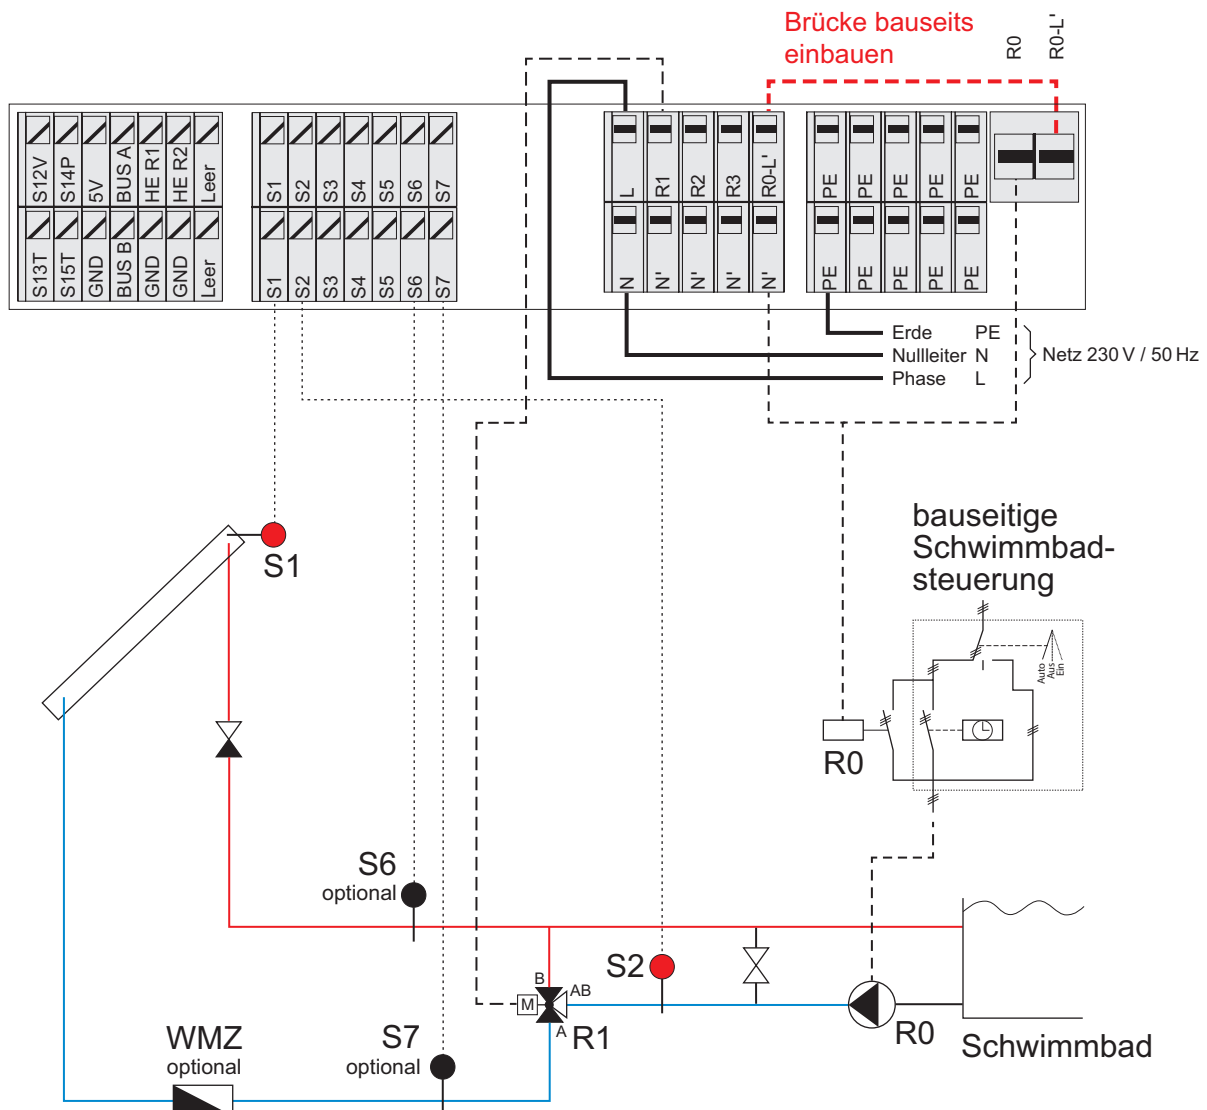 Brücke bauseits
einbauen
R0
R0-L'
S12V
S14P
5V
BUS A
HE R1
HE R2
Leer
S13T
S15T
GND
BUS B
GND
GND
Leer
S1
S2
S3
S4
S5
S6
S7
S1
S2
S3
S4
S5
S6
S7
L
R1
R2
R3
R0-L'
N
N'
N'
N'
N'
PE
PE
PE
PE
PE
PE
PE
PE
PE
PE
Erde PE
Nullleiter N
Phase L
Netz 230 V / 50 Hz
S1
bauseitige
Schwimmbad-
steuerung
Auto
Aus
Ein
R0
S6
optional
S2
B
AB
M
A
R1
R0
Schwimmbad
WMZ
optional
S7
optional